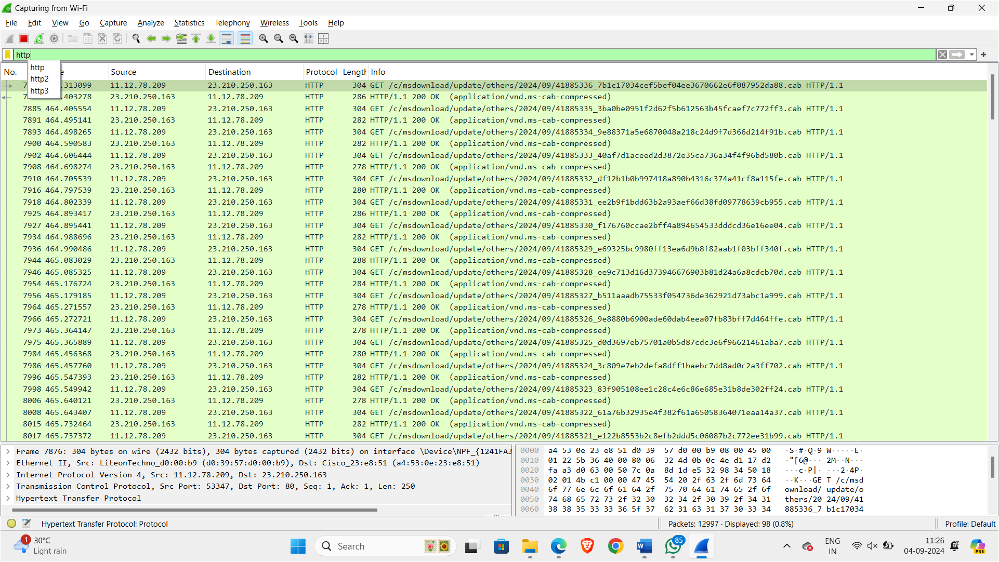 Capturing from Wi-Fi
File Edit View Go Capture Analyze Statistics Telephony Wireless Tools Help
http
http
http2
http3
No. Source Destination Protocol Length Info
.313099 11.12.78.209 23.210.250.163 HTTP 304 GET /c/msdownload/update/others/2024/09/41885336_7b1c17034cef5bef04ee3670662e6f087952da88.cab HTTP/1.1
.403278 23.210.250.163 11.12.78.209 HTTP 286 HTTP/1.1 200 OK (application/vnd.ms-cab-compressed)
7885 464.405554 11.12.78.209 23.210.250.163 HTTP 304 GET /c/msdownload/update/others/2024/09/41885335_3ba0be0951f2d62f5b612563b45fcaef7c772ff3.cab HTTP/1.1
7891 464.495141 23.210.250.163 11.12.78.209 HTTP 282 HTTP/1.1 200 OK (application/vnd.ms-cab-compressed)
7893 464.498265 11.12.78.209 23.210.250.163 HTTP 304 GET /c/msdownload/update/others/2024/09/41885334_9e88371a5e6870048a218c24d9f7d366d214f91b.cab HTTP/1.1
7900 464.590583 23.210.250.163 11.12.78.209 HTTP 282 HTTP/1.1 200 OK (application/vnd.ms-cab-compressed)
7902 464.606444 11.12.78.209 23.210.250.163 HTTP 304 GET /c/msdownload/update/others/2024/09/41885333_40af7d1aceed2d3872e35ca736a34f4f96bd580b.cab HTTP/1.1
7908 464.698274 23.210.250.163 11.12.78.209 HTTP 278 HTTP/1.1 200 OK (application/vnd.ms-cab-compressed)
7910 464.705539 11.12.78.209 23.210.250.163 HTTP 304 GET /c/msdownload/update/others/2024/09/41885332_df12b1b0b997418a890b4316c374a41cf8a115fe.cab HTTP/1.1
7916 464.797539 23.210.250.163 11.12.78.209 HTTP 280 HTTP/1.1 200 OK (application/vnd.ms-cab-compressed)
7918 464.802339 11.12.78.209 23.210.250.163 HTTP 304 GET /c/msdownload/update/others/2024/09/41885331_ee2b9f1bdd63b2a93aef66d38fd09778639cb955.cab HTTP/1.1
7925 464.893417 23.210.250.163 11.12.78.209 HTTP 286 HTTP/1.1 200 OK (application/vnd.ms-cab-compressed)
7927 464.895441 11.12.78.209 23.210.250.163 HTTP 304 GET /c/msdownload/update/others/2024/09/41885330_f176760ccae2bff4a894654533dddcd36e16ee04.cab HTTP/1.1
7934 464.988696 23.210.250.163 11.12.78.209 HTTP 282 HTTP/1.1 200 OK (application/vnd.ms-cab-compressed)
7936 464.990486 11.12.78.209 23.210.250.163 HTTP 304 GET /c/msdownload/update/others/2024/09/41885329_e69325bc9980ff13ea6d9b8f82aab1f03bff340f.cab HTTP/1.1
7944 465.083029 23.210.250.163 11.12.78.209 HTTP 288 HTTP/1.1 200 OK (application/vnd.ms-cab-compressed)
7946 465.085325 11.12.78.209 23.210.250.163 HTTP 304 GET /c/msdownload/update/others/2024/09/41885328_ee9c713d16d373946676903b81d24a6a8cdcb70d.cab HTTP/1.1
7954 465.176724 23.210.250.163 11.12.78.209 HTTP 284 HTTP/1.1 200 OK (application/vnd.ms-cab-compressed)
7956 465.179185 11.12.78.209 23.210.250.163 HTTP 304 GET /c/msdownload/update/others/2024/09/41885327_b511aaadb75533f054736de362921d73abc1a999.cab HTTP/1.1
7964 465.271557 23.210.250.163 11.12.78.209 HTTP 278 HTTP/1.1 200 OK (application/vnd.ms-cab-compressed)
7966 465.272721 11.12.78.209 23.210.250.163 HTTP 304 GET /c/msdownload/update/others/2024/09/41885326_9e8880b6900ade60dab4eea07fb83bff7d464ffe.cab HTTP/1.1
7973 465.364147 23.210.250.163 11.12.78.209 HTTP 278 HTTP/1.1 200 OK (application/vnd.ms-cab-compressed)
7975 465.365889 11.12.78.209 23.210.250.163 HTTP 304 GET /c/msdownload/update/others/2024/09/41885325_d0d3697eb75701a0b5d87cdc3e6f96621461aba7.cab HTTP/1.1
7984 465.456368 23.210.250.163 11.12.78.209 HTTP 280 HTTP/1.1 200 OK (application/vnd.ms-cab-compressed)
7986 465.457760 11.12.78.209 23.210.250.163 HTTP 304 GET /c/msdownload/update/others/2024/09/41885324_3c809e7eb2defa8dff1baebc7dd8ad0c2a3ff702.cab HTTP/1.1
7996 465.547393 23.210.250.163 11.12.78.209 HTTP 282 HTTP/1.1 200 OK (application/vnd.ms-cab-compressed)
7998 465.549942 11.12.78.209 23.210.250.163 HTTP 304 GET /c/msdownload/update/others/2024/09/41885323_83f905108ee1c28c4e6c86e685e31b8de302ff24.cab HTTP/1.1
8006 465.640121 23.210.250.163 11.12.78.209 HTTP 278 HTTP/1.1 200 OK (application/vnd.ms-cab-compressed)
8008 465.643407 11.12.78.209 23.210.250.163 HTTP 304 GET /c/msdownload/update/others/2024/09/41885322_61a76b32935e4f382f61a65058364071eaa14a37.cab HTTP/1.1
8015 465.732464 23.210.250.163 11.12.78.209 HTTP 282 HTTP/1.1 200 OK (application/vnd.ms-cab-compressed)
8017 465.737372 11.12.78.209 23.210.250.163 HTTP 304 GET /c/msdownload/update/others/2024/09/41885321_e122b8553b2c8efb2ddd5c06087b2c772ee31b99.cab HTTP/1.1
Frame 7876: 304 bytes on wire (2432 bits), 304 bytes captured (2432 bits) on interface \Device\NPF_{1241FA3
Ethernet II, Src: LiteonTechno_d0:00:b9 (d0:39:57:d0:00:b9), Dst: Cisco_23:e8:51 (a4:53:0e:23:e8:51)
Internet Protocol Version 4, Src: 11.12.78.209, Dst: 23.210.250.163
Transmission Control Protocol, Src Port: 53347, Dst Port: 80, Seq: 1, Ack: 1, Len: 250
Hypertext Transfer Protocol
0000 a4 53 0e 23 e8 51 d0 39 57 d0 00 b9 08 00 45 00 ·S·#·Q·9 W·····E·
0010 01 22 5b 36 40 00 80 06 32 4d 0b 0c 4e d1 17 d2 ·"[6@··· 2M··N···
0020 fa a3 d0 63 00 50 7c 0a 8d 1d e5 32 98 34 50 18 ···c·P|· ···2·4P·
0030 02 01 4b c1 00 00 47 45 54 20 2f 63 2f 6d 73 64 ··K···GE T /c/msd
0040 6f 77 6e 6c 6f 61 64 2f 75 70 64 61 74 65 2f 6f ownload/ update/o
0050 74 68 65 72 73 2f 32 30 32 34 2f 30 39 2f 34 31 thers/20 24/09/41
0060 38 38 35 33 33 36 5f 37 62 31 63 31 37 30 33 34 885336_7 b1c17034
Hypertext Transfer Protocol: Protocol
Packets: 12997 · Displayed: 98 (0.8%)
Profile: Default
1
30°C
Light rain
Search
85
ENG
IN
11:26
04-09-2024
PRE